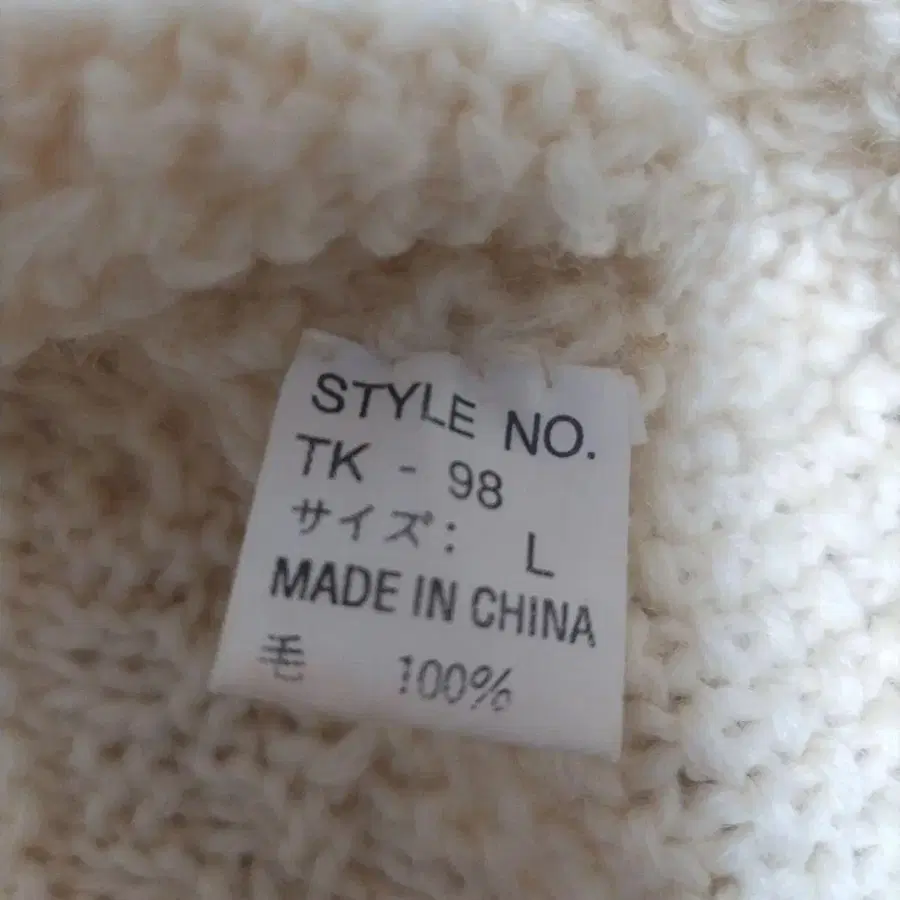 STYLE NO.
TK - 98
サイズ: L
MADE IN CHINA
毛 100%